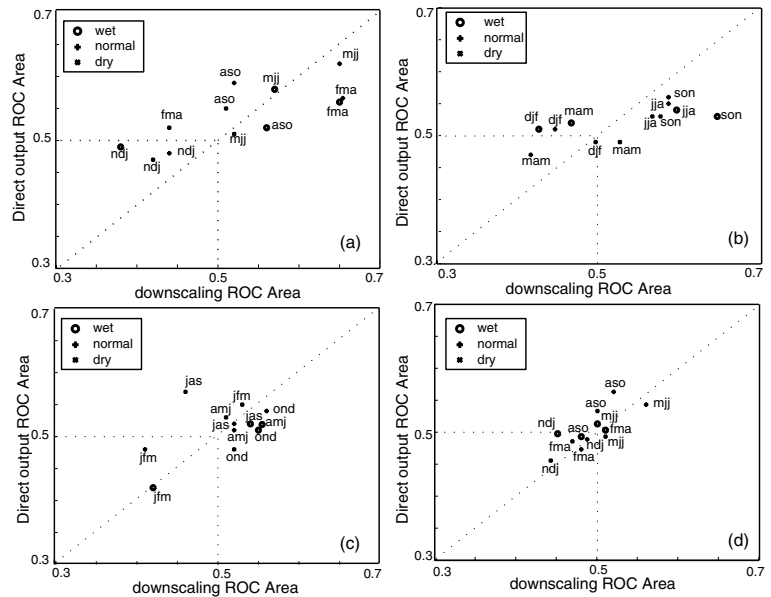 0.7
wet
normal
dry
aso
mjj
mjj
aso
fma
fma
fma
0.5
mjj
aso
ndj
ndj
ndj
0.3
(a)
0.5
0.7
downscaling ROC Area
Direct output ROC Area
0.7
wet
normal
dry
son
djf
djf
mam
jja
jja
son
0.5
jja
son
mam
djf
mam
0.3
(b)
0.3
0.5
0.7
downscaling ROC Area
Direct output ROC Area
0.7
wet
normal
dry
jas
jfm
amj
jas
ond
amj
jas
0.5
amj
ond
jfm
ond
jfm
0.3
(c)
0.3
0.5
0.7
downscaling ROC Area
Direct output ROC Area
0.7
wet
normal
dry
aso
mjj
aso
mjj
ndj
aso
fma
0.5
fma
ndj
mjj
fma
ndj
0.3
(d)
0.3
0.5
0.7
downscaling ROC Area
Direct output ROC Area